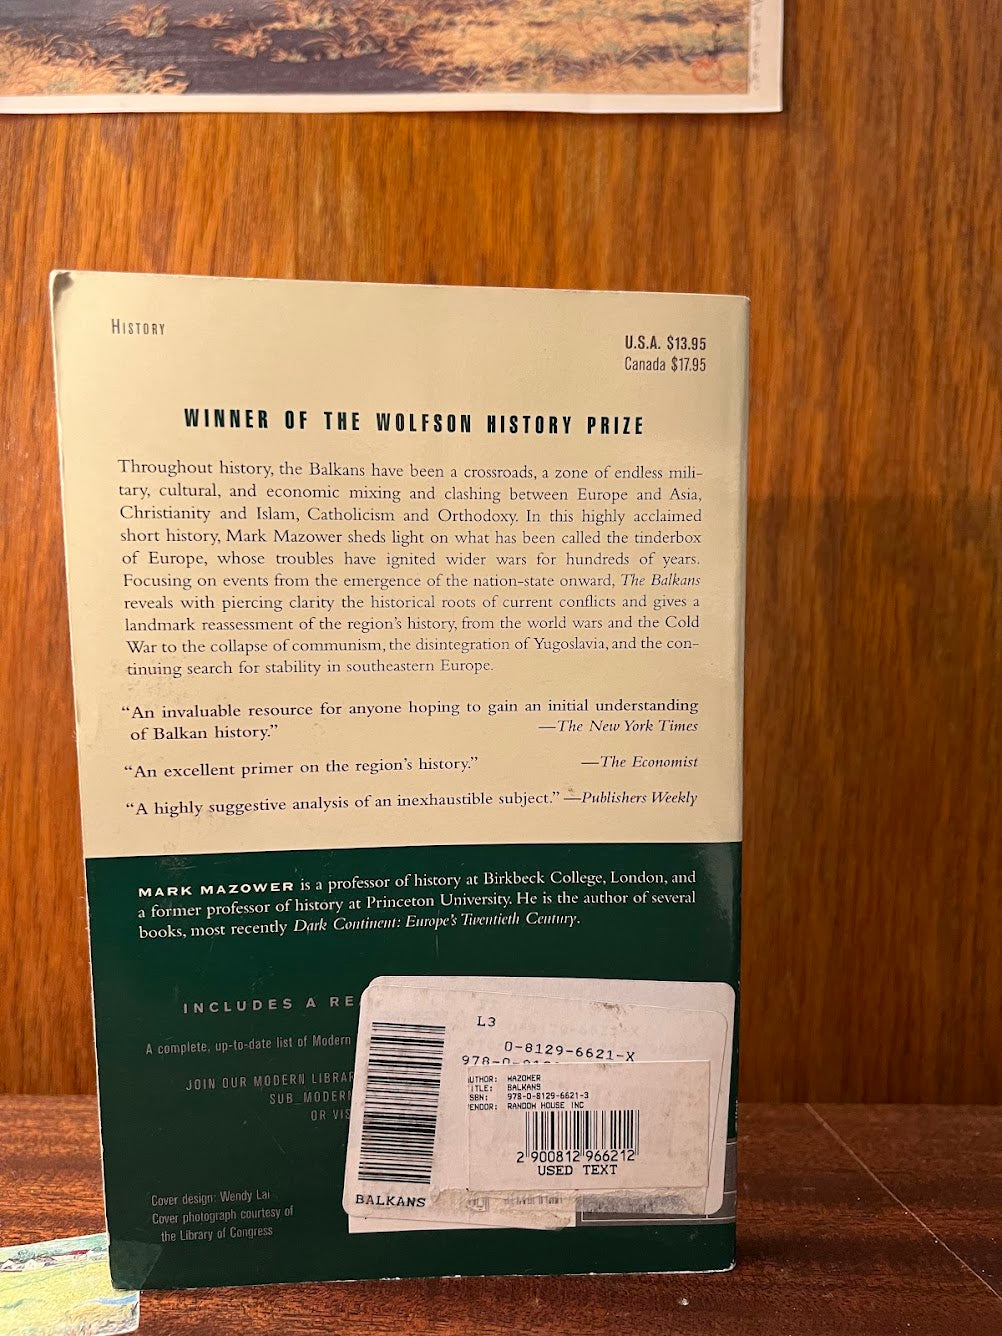 HISTORY
U.S.A. $13.95
Canada $17.95
WINNER OF THE WOLFSON HISTORY PRIZE
Throughout history, the Balkans have been a crossroads, a zone of endless mili-
tary, cultural, and economic mixing and clashing between Europe and Asia,
Christianity and Islam, Catholicism and Orthodoxy. In this highly acclaimed
short history, Mark Mazower sheds light on what has been called the tinderbox
of Europe, whose troubles have ignited wider wars for hundreds of years.
Focusing on events from the emergence of the nation-state onward, The Balkans
reveals with piercing clarity the historical roots of current conflicts and gives a
landmark reassessment of the region's history, from the world wars and the Cold
War to the collapse of communism, the disintegration of Yugoslavia, and the con-
tinuing search for stability in southeastern Europe.
“An invaluable resource for anyone hoping to gain an initial understanding
of Balkan history.” —The New York Times
“An excellent primer on the region's history.” —The Economist
“A highly suggestive analysis of an inexhaustible subject.” —Publishers Weekly
MARK MAZOWER is a professor of history at Birkbeck College, London, and
a former professor of history at Princeton University. He is the author of several
books, most recently Dark Continent: Europe's Twentieth Century.
INCLUDES A REA
A complete, up-to-date list of Modern
JOIN OUR MODERN LIBRAR
SUB_MODERN
OR VIS
L3
0-8129-6621-X
978-0-
UTHOR: MAZOWER
ITLE: BALKANS
SBN: 978-0-8129-6621-3
ENDOR: RANDOM HOUSE INC
2 900812 966212
USED TEXT
BALKANS
Cover design: Wendy Lai
Cover photograph courtesy of
the Library of Congress